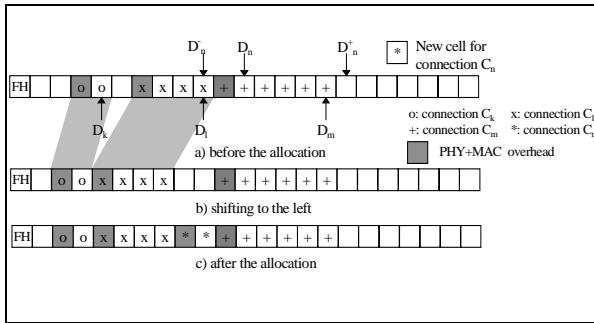 D⁻ₙ Dₙ D⁺ₙ
* New cell for
connection Cₙ
FH o o x x x x + + + + + +
Dₖ Dₗ Dₘ
o: connection Cₖ x: connection Cₗ
+: connection Cₘ *: connection Cₙ
a) before the allocation
PHY+MAC overhead
FH o o x x x x + + + + + +
b) shifting to the left
FH o o x x x x * * + + + + + +
c) after the allocation